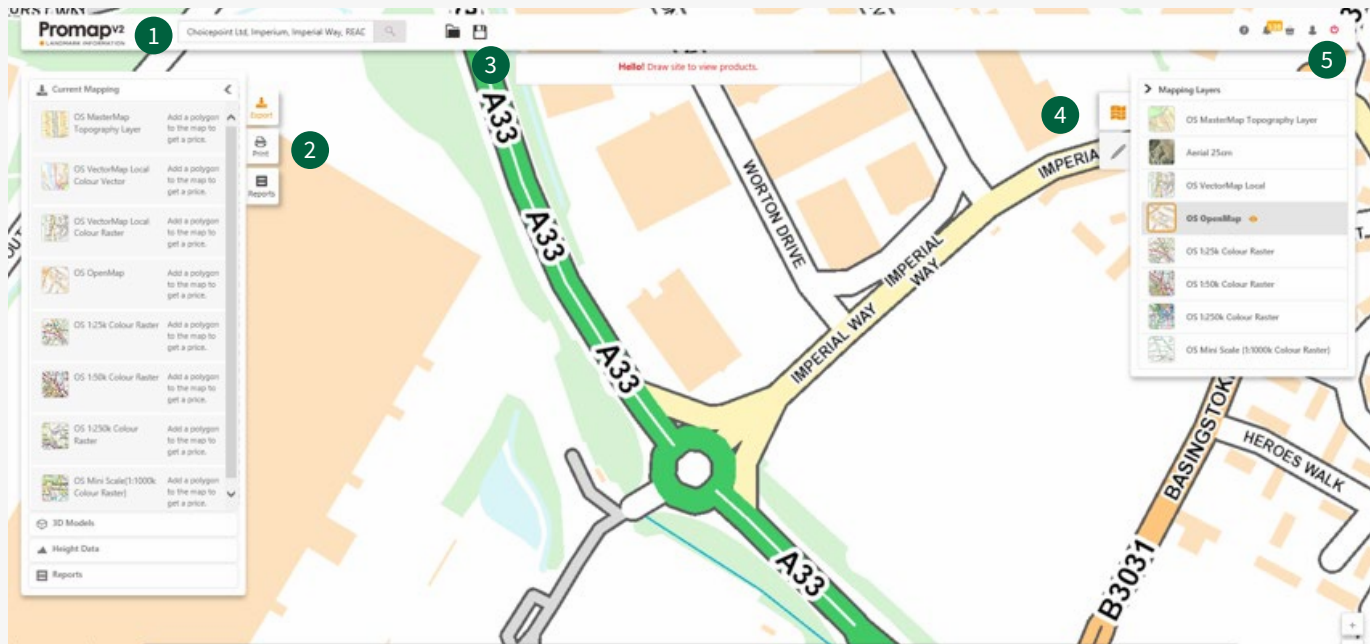 Promapv2
LANDMARK INFORMATION
1
Choicepoint Ltd, Imperium, Imperial Way, READ
3
Hello! Draw site to view products.
5
Current Mapping
OS MasterMap
Topography Layer
Add a polygon
to the map to
get a price.
OS VectorMap Local
Colour Vector
Add a polygon
to the map to
get a price.
OS VectorMap Local
Colour Raster
Add a polygon
to the map to
get a price.
OS OpenMap
Add a polygon
to the map to
get a price.
OS 1:25k Colour Raster
Add a polygon
to the map to
get a price.
OS 1:50k Colour Raster
Add a polygon
to the map to
get a price.
OS 1:250k Colour
Raster
Add a polygon
to the map to
get a price.
OS Mini Scale(1:1000k
Colour Raster)
Add a polygon
to the map to
get a price.
3D Models
Height Data
Reports
Export
Print
Reports
2
4
Mapping Layers
OS MasterMap Topography Layer
Aerial 25cm
OS VectorMap Local
OS OpenMap
OS 1:25k Colour Raster
OS 1:50k Colour Raster
OS 1:250k Colour Raster
OS Mini Scale (1:1000k Colour Raster)
A33
A33
A33
A33
WORTON DRIVE
IMPERIAL WAY
IMPERIAL
WAY
IMPERIA
BASINGSTOK
HEROES WALK
B3031